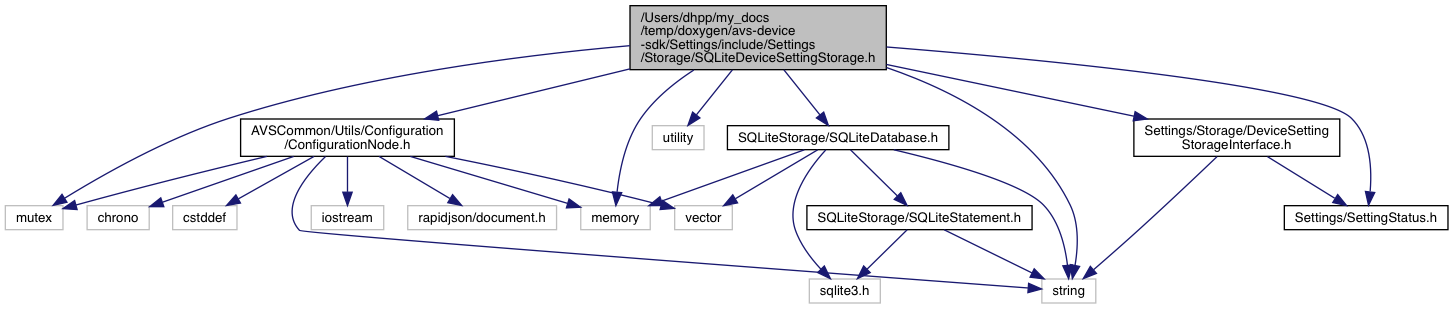 /Users/dhpp/my_docs
/temp/doxygen/avs-device
-sdk/Settings/include/Settings
/Storage/SQLiteDeviceSettingStorage.h
AVSCommon/Utils/Configuration
/ConfigurationNode.h
utility
SQLiteStorage/SQLiteDatabase.h
Settings/Storage/DeviceSetting
StorageInterface.h
mutex
chrono
cstddef
iostream
rapidjson/document.h
memory
vector
SQLiteStorage/SQLiteStatement.h
Settings/SettingStatus.h
sqlite3.h
string